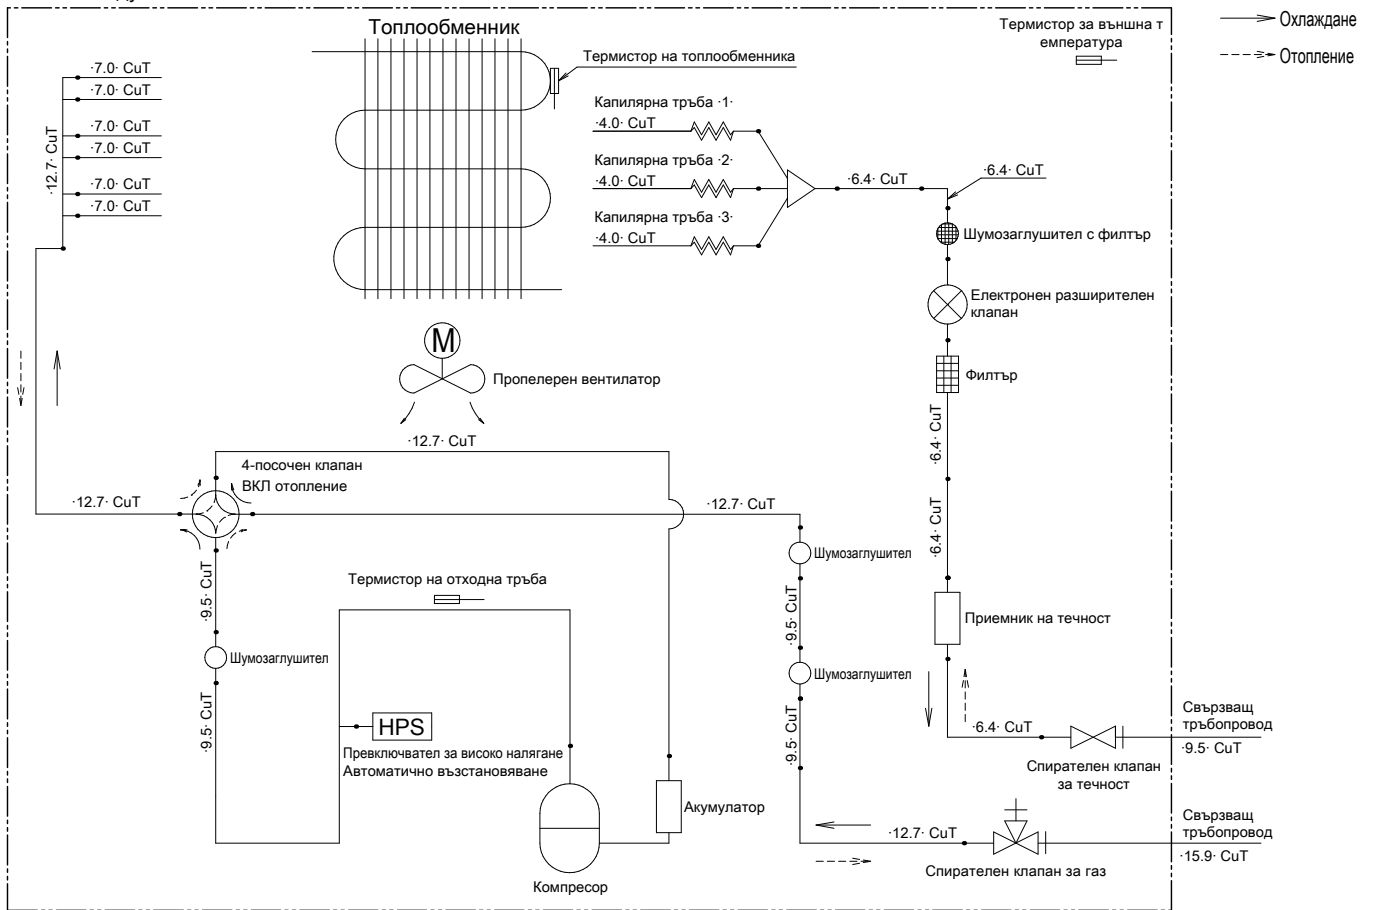 Топлообменник
Термистор за външна т
емпература
Охлаждане
Отопление
Термистор на топлообменника
·7.0· CuT
·7.0· CuT
·7.0· CuT
·7.0· CuT
·7.0· CuT
·7.0· CuT
·12.7· CuT
Капилярна тръба ·1·
·4.0· CuT
Капилярна тръба ·2·
·4.0· CuT
Капилярна тръба ·3·
·4.0· CuT
·6.4· CuT
·6.4· CuT
Шумозаглушител с филтър
Електронен разширителен
клапан
Филтър
M
Пропелерен вентилатор
·6.4· CuT
·12.7· CuT
4-посочен клапан
ВКЛ отопление
·12.7· CuT
·12.7· CuT
·6.4· CuT
Шумозаглушител
Термистор на отходна тръба
·9.5· CuT
·9.5· CuT
Приемник на течност
Шумозаглушител
Шумозаглушител
·9.5· CuT
·9.5· CuT
HPS
Превключвател за високо налягане
Автоматично възстановяване
·6.4· CuT
Свързващ
тръбопровод
·9.5· CuT
Спирателен клапан
за течност
Акумулатор
Компресор
·12.7· CuT
Свързващ
тръбопровод
·15.9· CuT
Спирателен клапан за газ